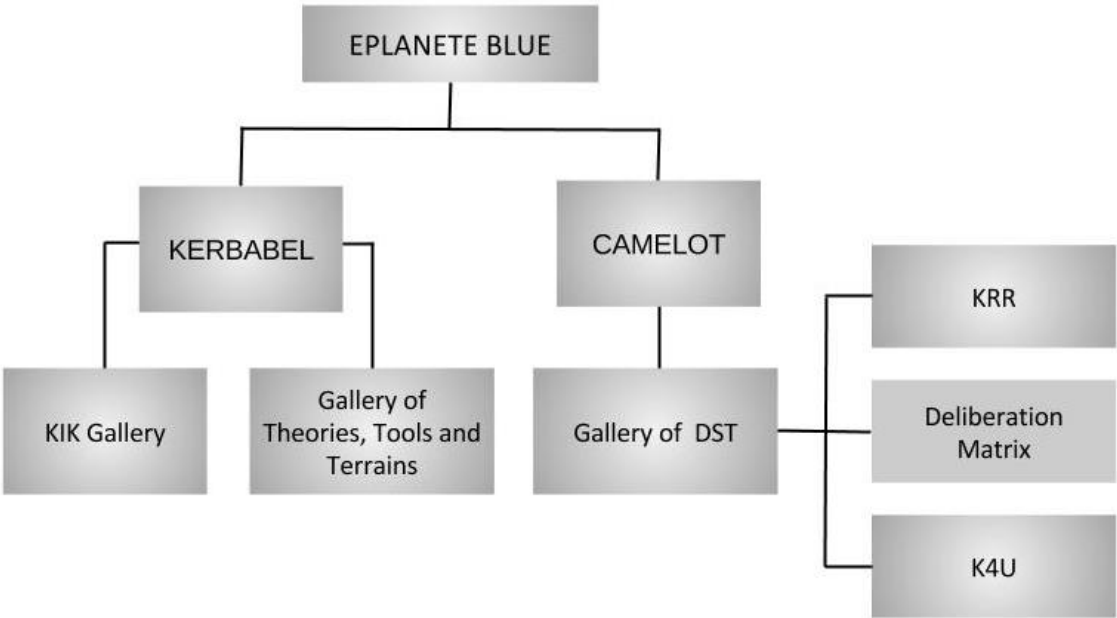 EPLANETE BLUE
KERBABEL
CAMELOT
KIK Gallery
Gallery of
Theories, Tools and
Terrains
Gallery of DST
KRR
Deliberation
Matrix
K4U